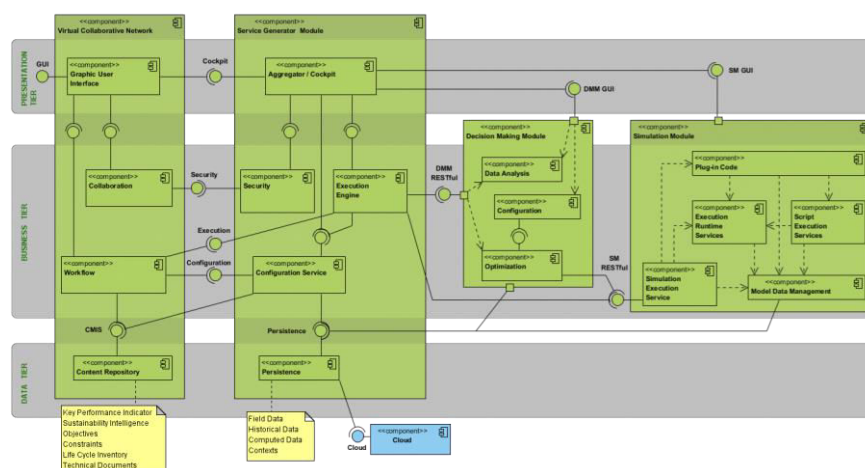 <<component>>
Virtual Collaborative Network
<<component>>
Service Generator Module
PRESENTATION
TIER
GUI
<<component>>
Graphic User
Interface
Cockpit
<<component>>
Aggregator / Cockpit
SM GUI
DMM GUI
<<component>>
Decision Making Module
<<component>>
Simulation Module
BUSINESS TIER
<<component>>
Collaboration
Security
<<component>>
Security
<<component>>
Execution
Engine
DMM
RESTful
<<component>>
Data Analysis
<<component>>
Configuration
<<component>>
Optimization
<<component>>
Plug-in Code
<<component>>
Execution
Runtime
Services
<<component>>
Script
Execution
Services
Execution
Configuration
<<component>>
Workflow
<<component>>
Configuration Service
SM
RESTful
<<component>>
Simulation
Execution
Service
<<component>>
Model Data Management
CMIS
Persistence
DATA TIER
<<component>>
Content Repository
<<component>>
Persistence
Key Performance Indicator
Sustainability Intelligence
Objectives
Constraints
Life Cycle Inventory
Technical Documents
Field Data
Historical Data
Computed Data
Contexts
Cloud
<<component>>
Cloud